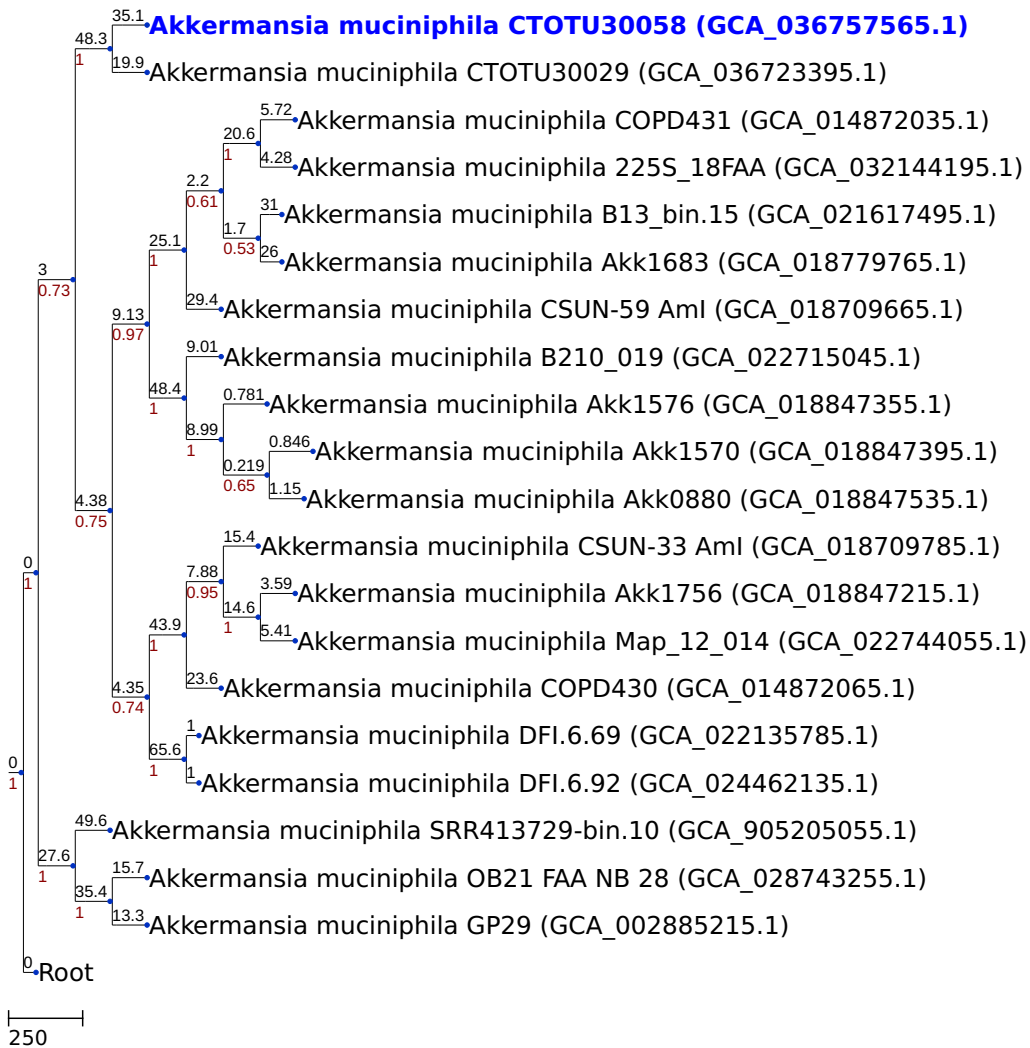 35.1
Akkermansia muciniphila CTOTU30058 (GCA_036757565.1)
48.3
1
19.9
Akkermansia muciniphila CTOTU30029 (GCA_036723395.1)
5.72
Akkermansia muciniphila COPD431 (GCA_014872035.1)
20.6
1
4.28
Akkermansia muciniphila 225S_18FAA (GCA_032144195.1)
2.2
0.61
31
Akkermansia muciniphila B13_bin.15 (GCA_021617495.1)
1.7
0.53
26
Akkermansia muciniphila Akk1683 (GCA_018779765.1)
25.1
1
3
0.73
29.4
Akkermansia muciniphila CSUN-59 AmI (GCA_018709665.1)
9.13
0.97
9.01
Akkermansia muciniphila B210_019 (GCA_022715045.1)
48.4
1
0.781
Akkermansia muciniphila Akk1576 (GCA_018847355.1)
8.99
1
0.846
Akkermansia muciniphila Akk1570 (GCA_018847395.1)
0.219
0.65
1.15
Akkermansia muciniphila Akk0880 (GCA_018847535.1)
4.38
0.75
15.4
Akkermansia muciniphila CSUN-33 AmI (GCA_018709785.1)
0
1
7.88
0.95
3.59
Akkermansia muciniphila Akk1756 (GCA_018847215.1)
14.6
1
5.41
Akkermansia muciniphila Map_12_014 (GCA_022744055.1)
43.9
1
23.6
Akkermansia muciniphila COPD430 (GCA_014872065.1)
4.35
0.74
1
Akkermansia muciniphila DFI.6.69 (GCA_022135785.1)
65.6
1
1
Akkermansia muciniphila DFI.6.92 (GCA_024462135.1)
0
1
49.6
Akkermansia muciniphila SRR413729-bin.10 (GCA_905205055.1)
27.6
1
15.7
Akkermansia muciniphila OB21 FAA NB 28 (GCA_028743255.1)
35.4
1
13.3
Akkermansia muciniphila GP29 (GCA_002885215.1)
0
Root
250